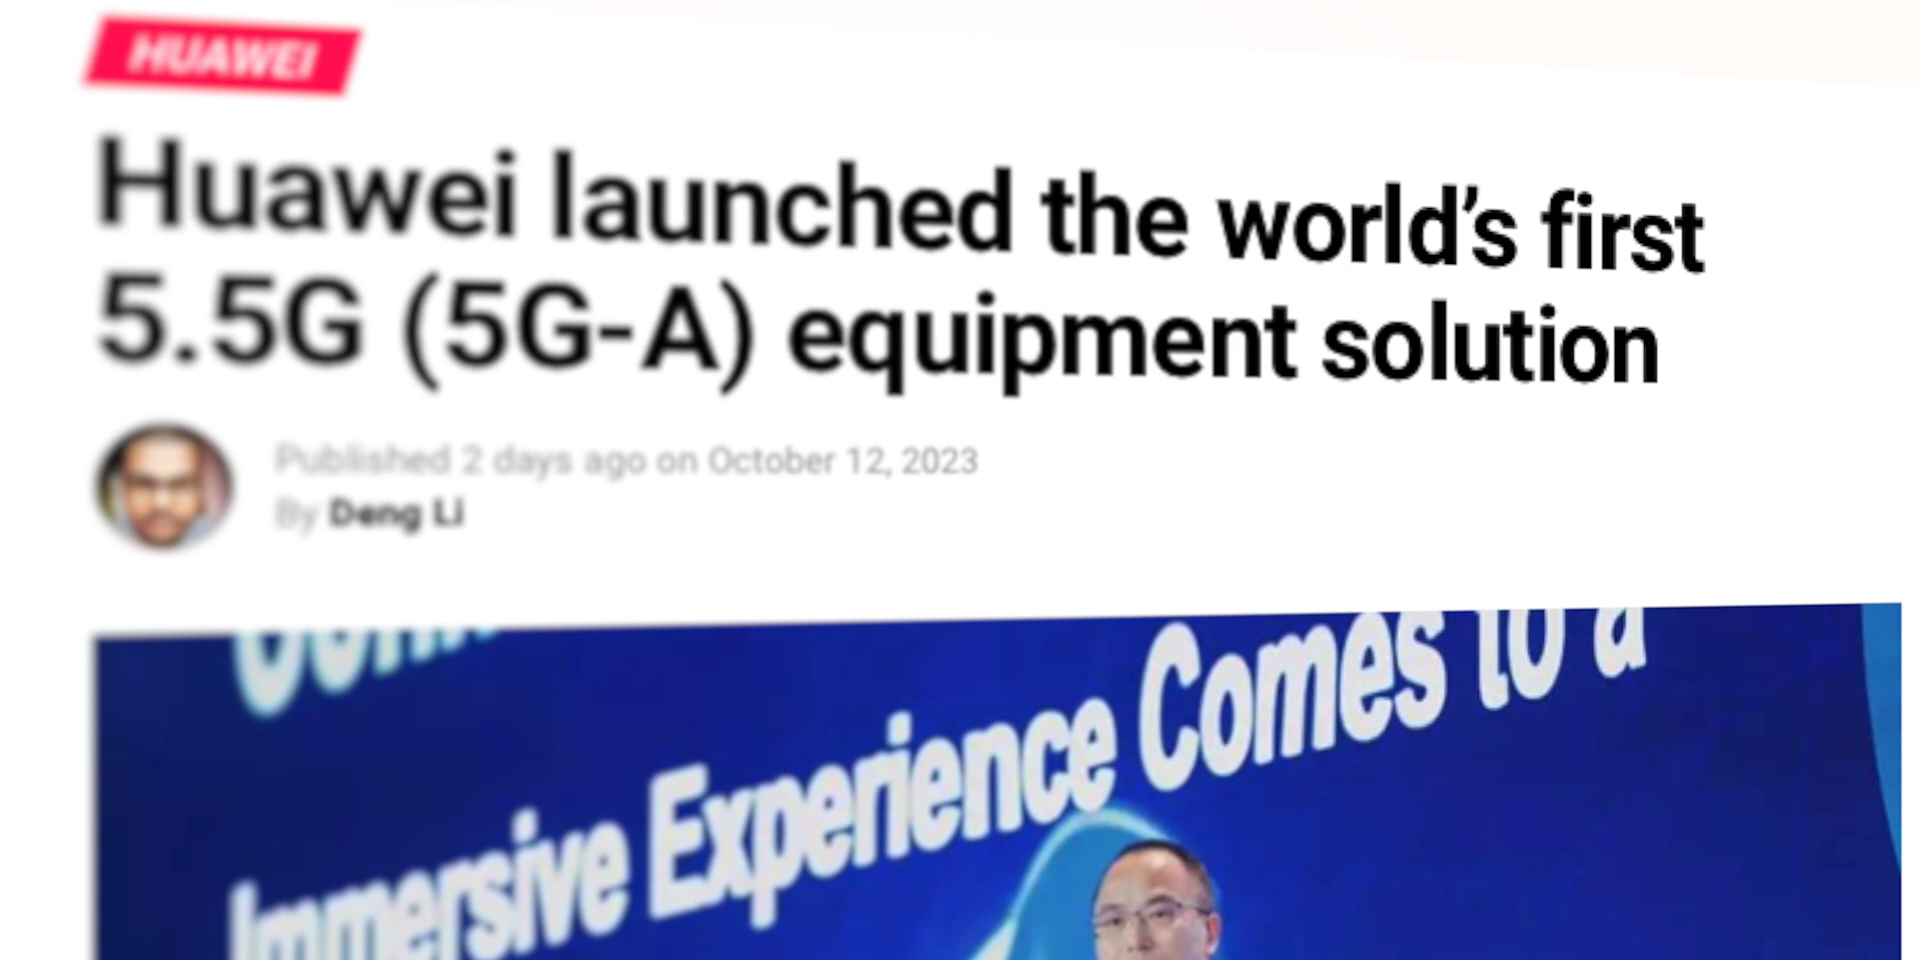 HUAWEI
Huawei launched the world’s first
5.5G (5G-A) equipment solution
Published 2 days ago on October 12, 2023
By Deng Li
Immersive Experience Comes to a